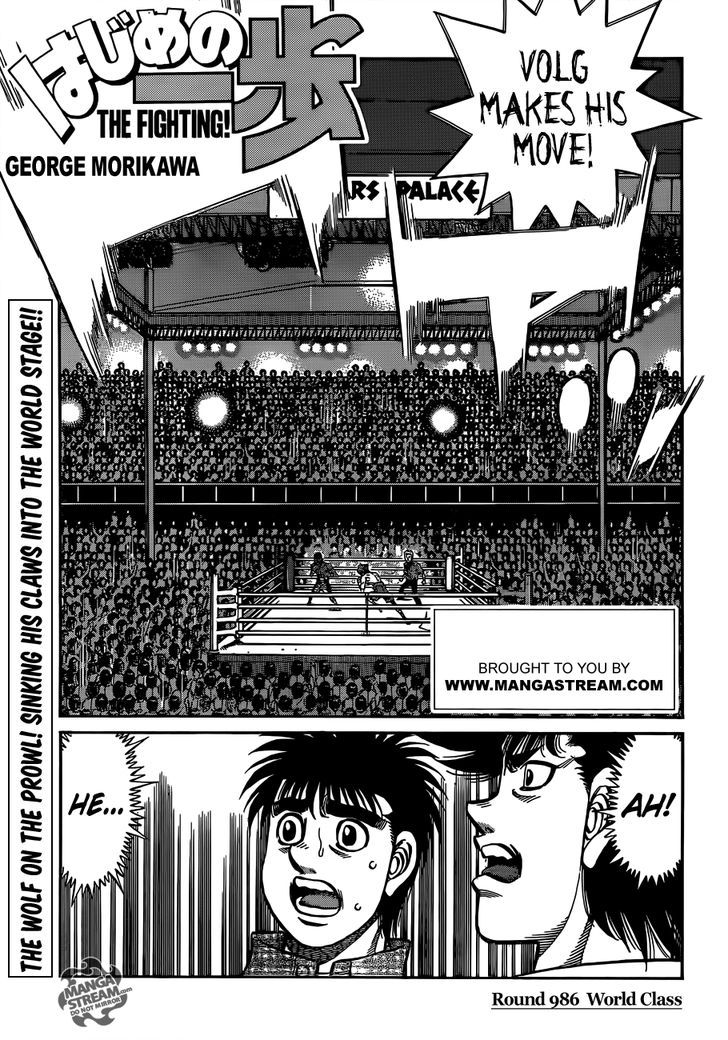 はじめの一歩
THE FIGHTING!
GEORGE MORIKAWA
VOLG
MAKES HIS
MOVE!
RS PALACE
THE WOLF ON THE PROWL! SINKING HIS CLAWS INTO THE WORLD STAGE!!
BROUGHT TO YOU BY
WWW.MANGASTREAM.COM
AH!
HE...
MANGA
STREAM.com
DO NOT MIRROR
Round 986 World Class